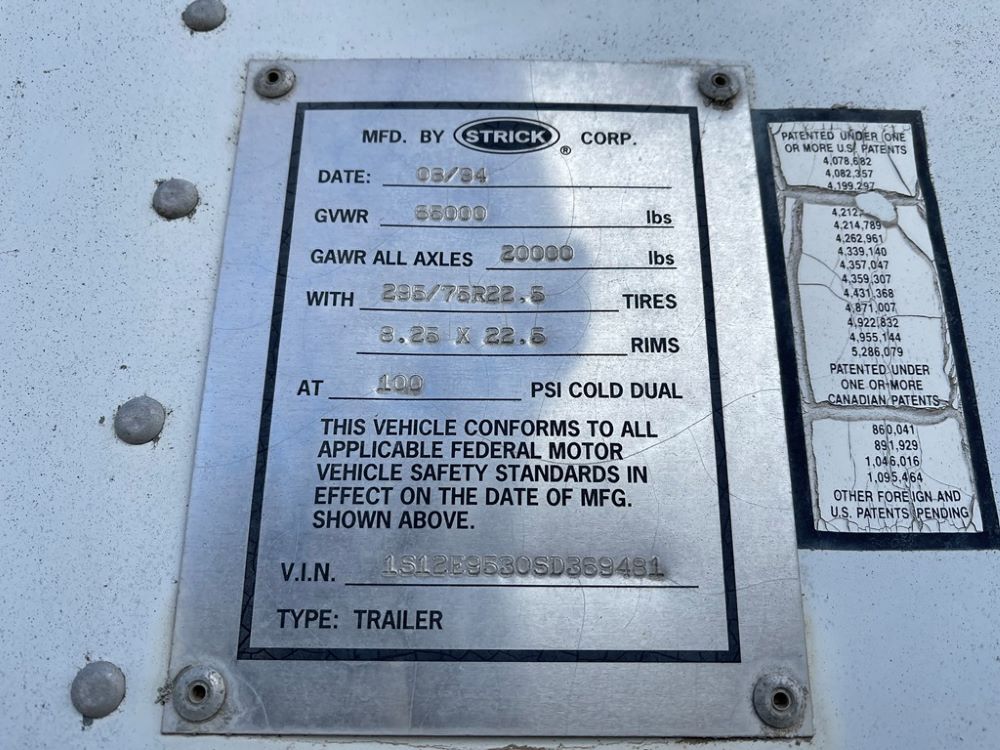 MFD. BY STRICK ® CORP.
DATE: 08/94
GVWR 65000 lbs
GAWR ALL AXLES 20000 lbs
WITH 295/75R22.5 TIRES
8.25 X 22.5 RIMS
AT 100 PSI COLD DUAL
THIS VEHICLE CONFORMS TO ALL
APPLICABLE FEDERAL MOTOR
VEHICLE SAFETY STANDARDS IN
EFFECT ON THE DATE OF MFG.
SHOWN ABOVE.
V.I.N. 1S12E9530SD369481
TYPE: TRAILER
PATENTED UNDER ONE
OR MORE U.S. PATENTS
4,078,682
4,082,357
4,199,297
4,214,789
4,262,961
4,339,140
4,357,047
4,359,307
4,431,368
4,871,007
4,922,832
4,955,144
5,286,079
PATENTED UNDER
ONE OR MORE
CANADIAN PATENTS
860,041
891,929
1,046,016
1,095,464
OTHER FOREIGN AND
U.S. PATENTS PENDING